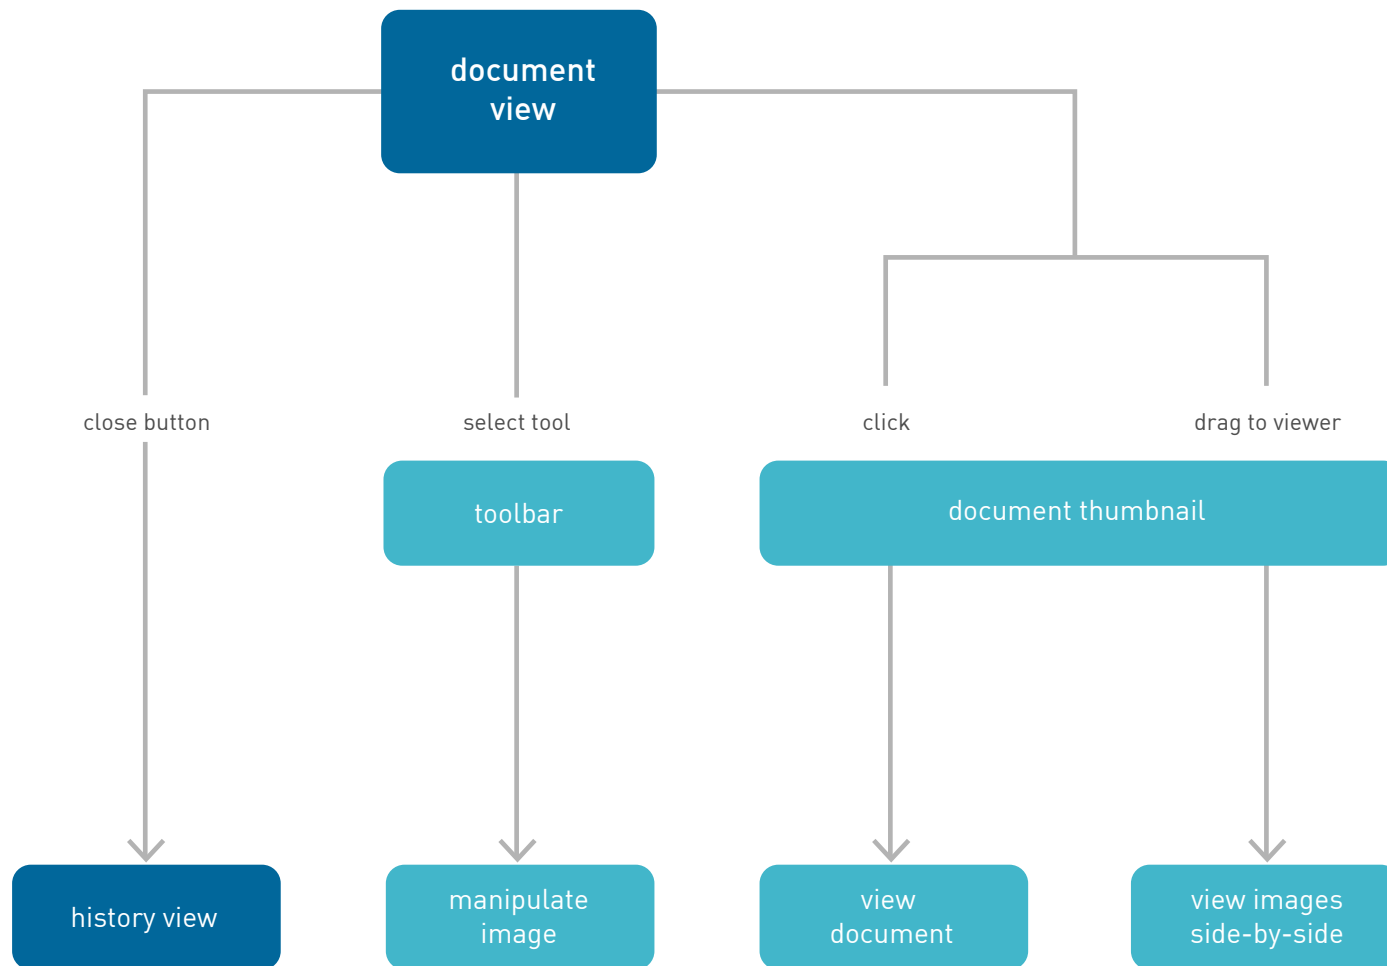 document
view
close button
select tool
click
drag to viewer
toolbar
document thumbnail
history view
manipulate
image
view
document
view images
side-by-side